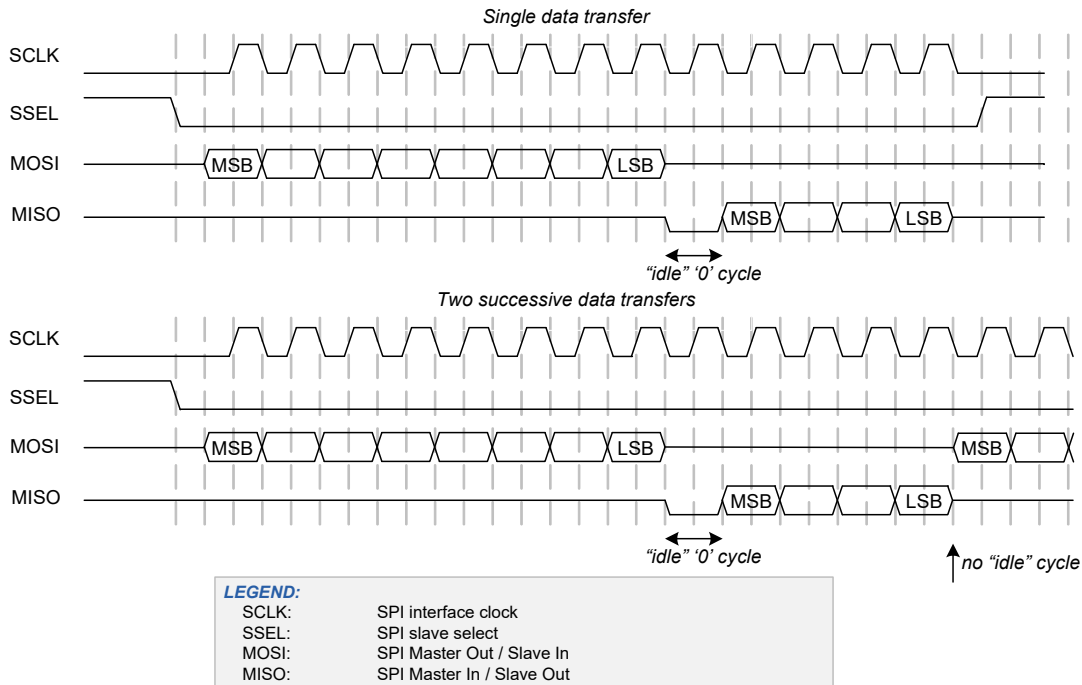 Single data transfer
SCLK
SSEL
MOSI MSB LSB
MISO MSB LSB
“idle” ‘0’ cycle
Two successive data transfers
SCLK
SSEL
MOSI MSB LSB MSB
MISO MSB LSB
“idle” ‘0’ cycle no “idle” cycle
LEGEND:
SCLK: SPI interface clock
SSEL: SPI slave select
MOSI: SPI Master Out / Slave In
MISO: SPI Master In / Slave Out